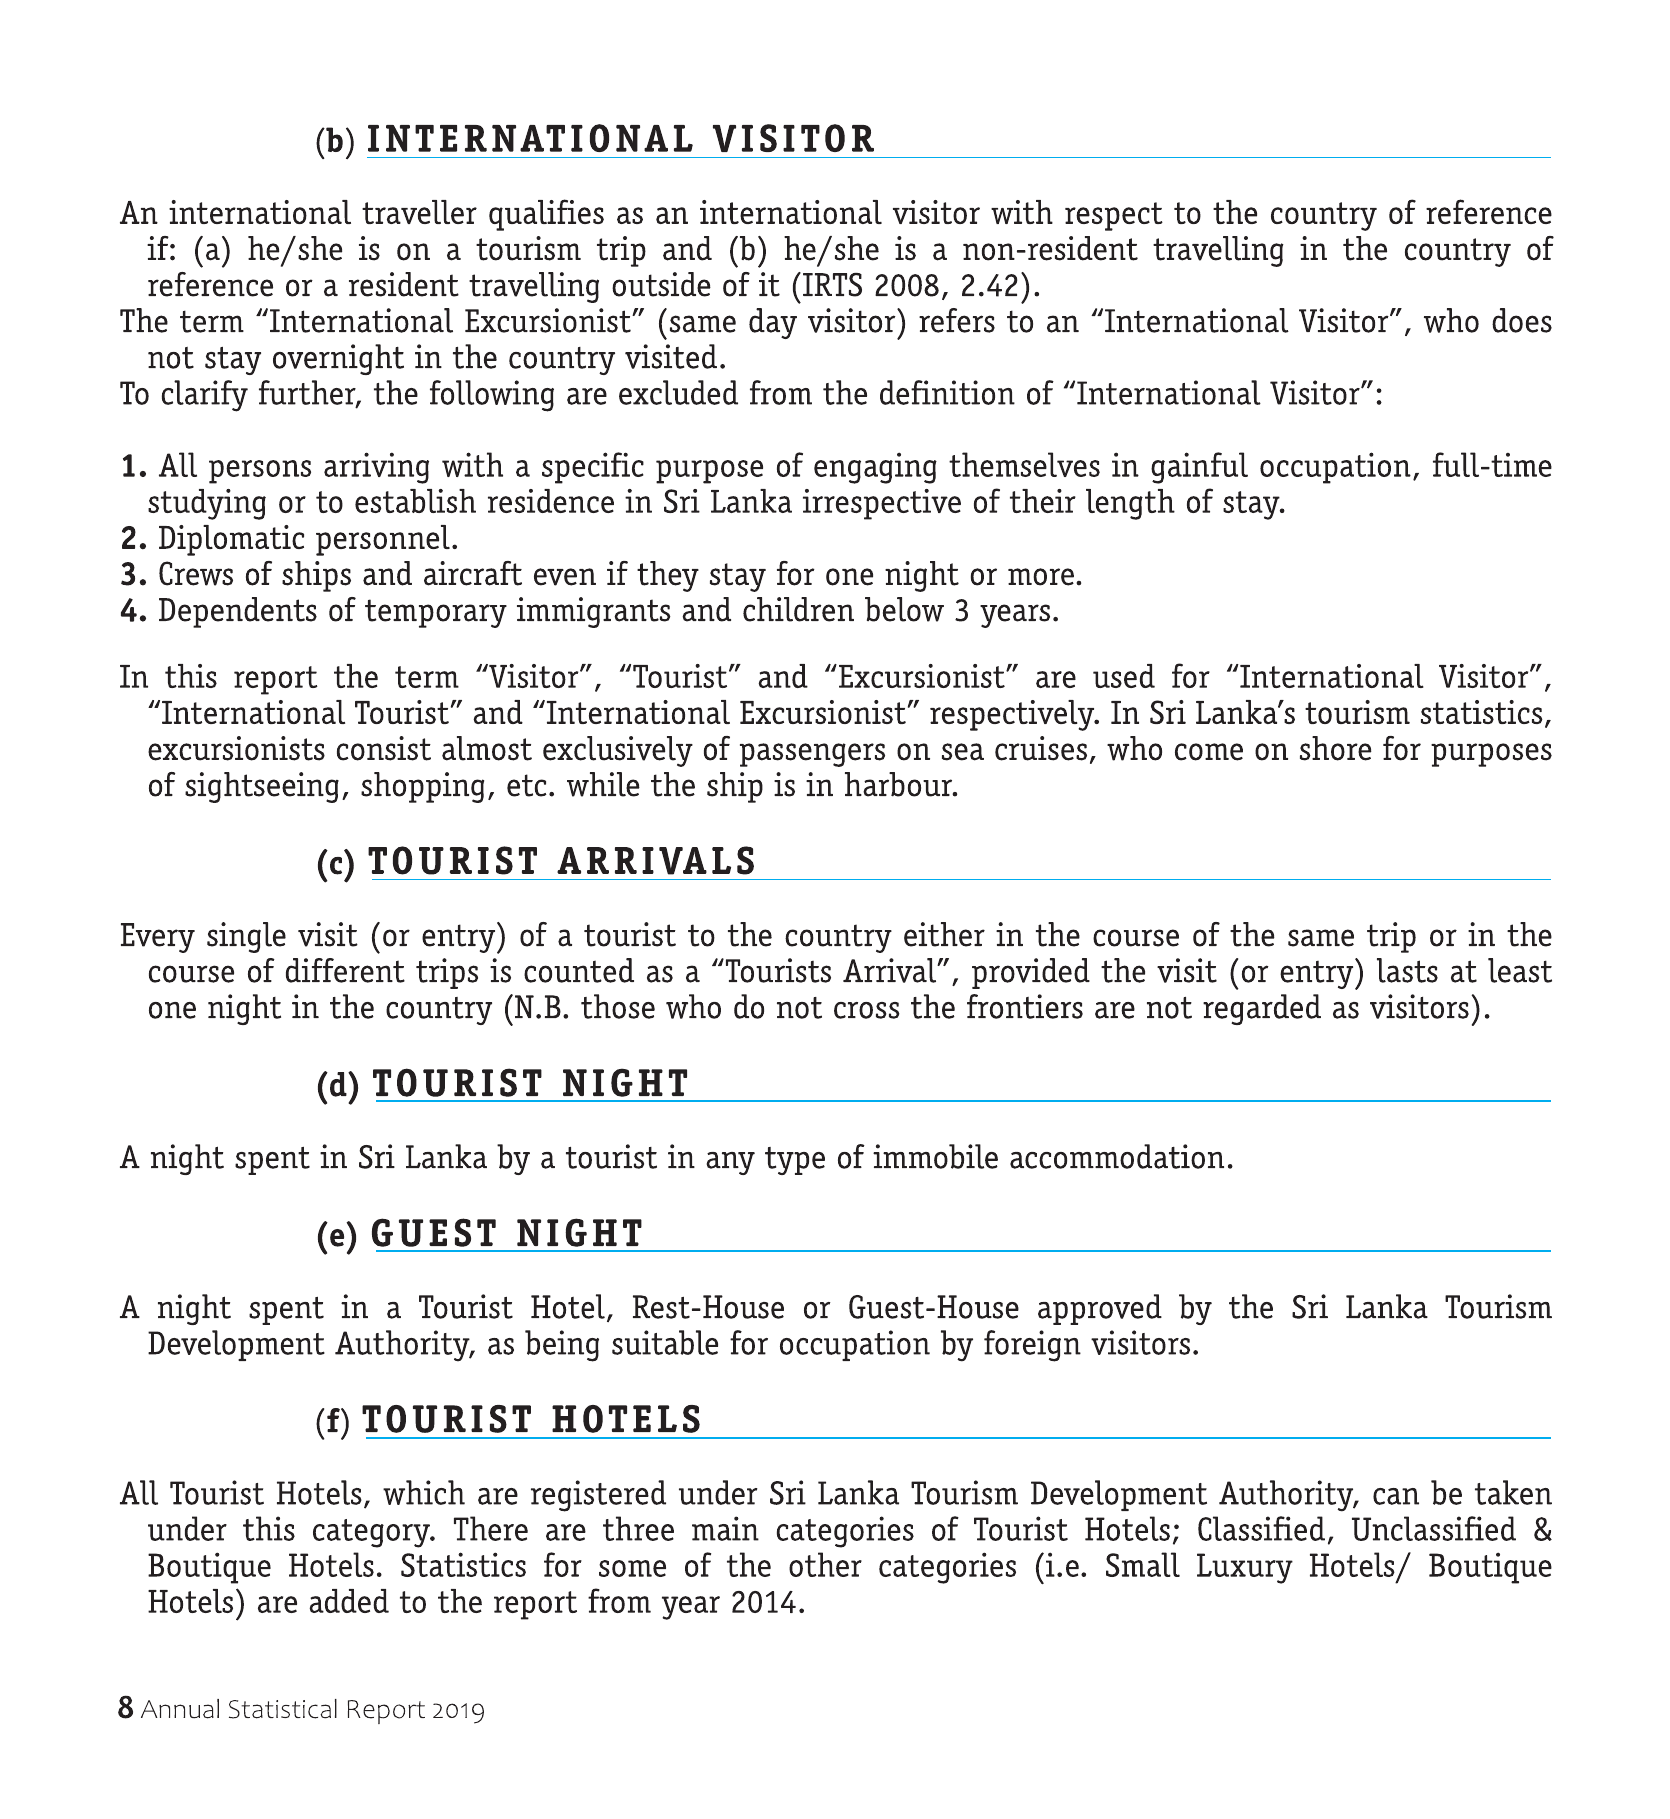 (b) INTERNATIONAL VISITOR
An international traveller qualifies as an international visitor with respect to the country of reference
if: (a) he/she is on a tourism trip and (b) he/she is a non-resident travelling in the country of
reference or a resident travelling outside of it (IRTS 2008, 2.42).
The term “International Excursionist” (same day visitor) refers to an “International Visitor”, who does
not stay overnight in the country visited.
To clarify further, the following are excluded from the definition of “International Visitor”:
1. All persons arriving with a specific purpose of engaging themselves in gainful occupation, full-time
studying or to establish residence in Sri Lanka irrespective of their length of stay.
2. Diplomatic personnel.
3. Crews of ships and aircraft even if they stay for one night or more.
4. Dependents of temporary immigrants and children below 3 years.
In this report the term “Visitor”, “Tourist” and “Excursionist” are used for “International Visitor”,
“International Tourist” and “International Excursionist” respectively. In Sri Lanka’s tourism statistics,
excursionists consist almost exclusively of passengers on sea cruises, who come on shore for purposes
of sightseeing, shopping, etc. while the ship is in harbour.
(c) TOURIST ARRIVALS
Every single visit (or entry) of a tourist to the country either in the course of the same trip or in the
course of different trips is counted as a “Tourists Arrival”, provided the visit (or entry) lasts at least
one night in the country (N.B. those who do not cross the frontiers are not regarded as visitors).
(d) TOURIST NIGHT
A night spent in Sri Lanka by a tourist in any type of immobile accommodation.
(e) GUEST NIGHT
A night spent in a Tourist Hotel, Rest-House or Guest-House approved by the Sri Lanka Tourism
Development Authority, as being suitable for occupation by foreign visitors.
(f) TOURIST HOTELS
All Tourist Hotels, which are registered under Sri Lanka Tourism Development Authority, can be taken
under this category. There are three main categories of Tourist Hotels; Classified, Unclassified &
Boutique Hotels. Statistics for some of the other categories (i.e. Small Luxury Hotels/ Boutique
Hotels) are added to the report from year 2014.
8 Annual Statistical Report 2019